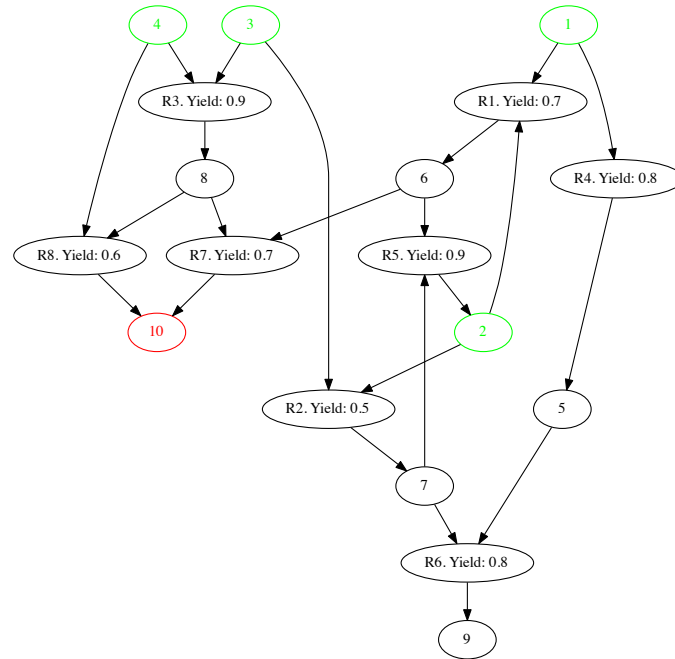 4
3
1
R3. Yield: 0.9
R1. Yield: 0.7
8
6
R4. Yield: 0.8
R8. Yield: 0.6
R7. Yield: 0.7
R5. Yield: 0.9
10
2
R2. Yield: 0.5
5
7
R6. Yield: 0.8
9